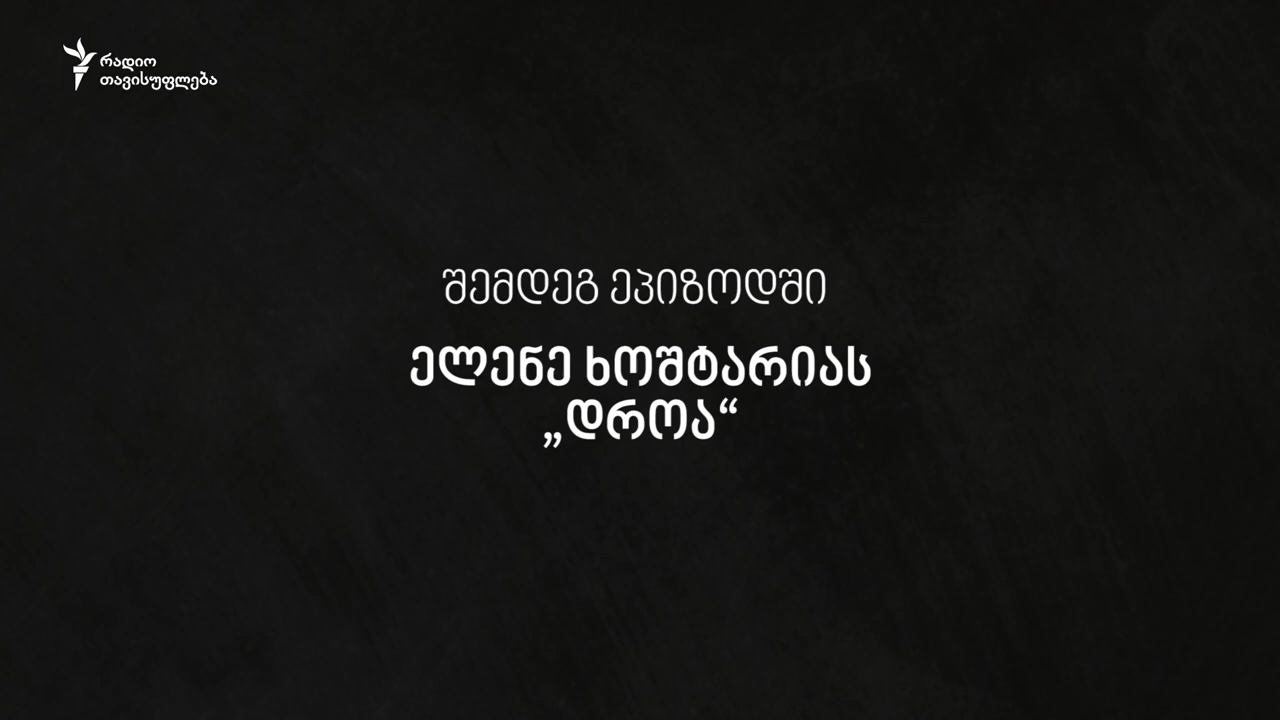 რადიო
თავისუფლება
შემდეგ ეპიზოდში
ელენე ხოშტარიას
„დროა“